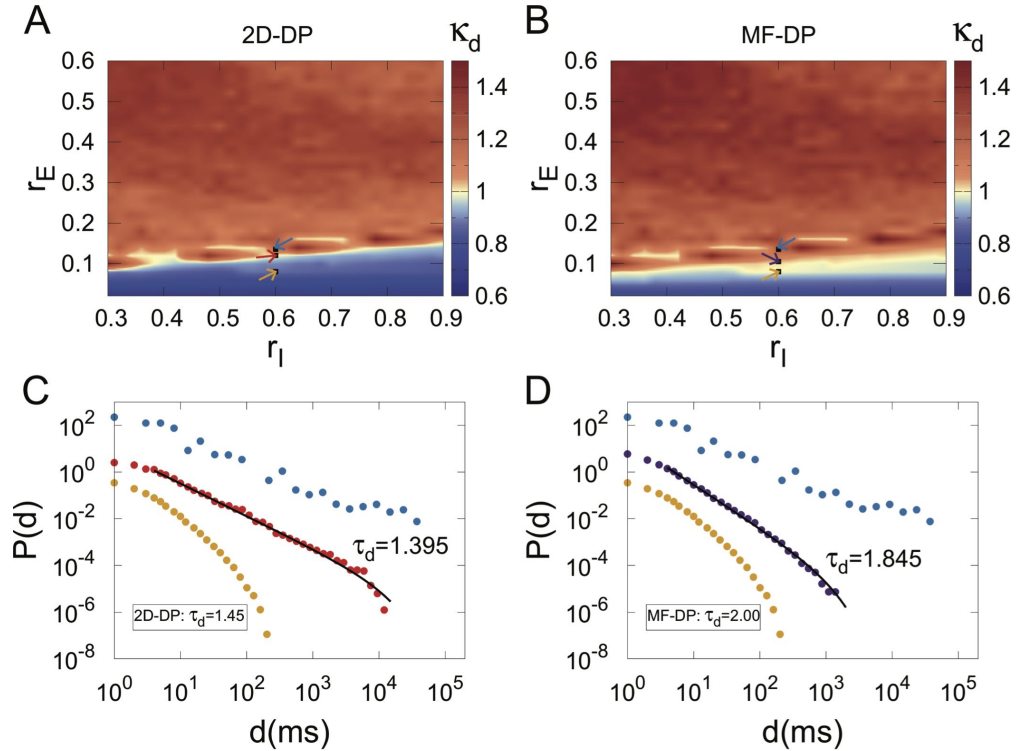 A
2D-DP
κd
B
MF-DP
κd
0.6
0.5
0.4
0.3
0.2
0.1
rE
0.3 0.4 0.5 0.6 0.7 0.8 0.9
rI
1.4
1.2
1
0.8
0.6
0.6
0.5
0.4
0.3
0.2
0.1
rE
0.3 0.4 0.5 0.6 0.7 0.8 0.9
rI
1.4
1.2
1
0.8
0.6
C
10^2
10^0
10^-2
10^-4
10^-6
10^-8
P(d)
τd=1.395
2D-DP: τd=1.45
10^0 10^1 10^2 10^3 10^4 10^5
d(ms)
D
10^2
10^0
10^-2
10^-4
10^-6
10^-8
P(d)
τd=1.845
MF-DP: τd=2.00
10^0 10^1 10^2 10^3 10^4 10^5
d(ms)